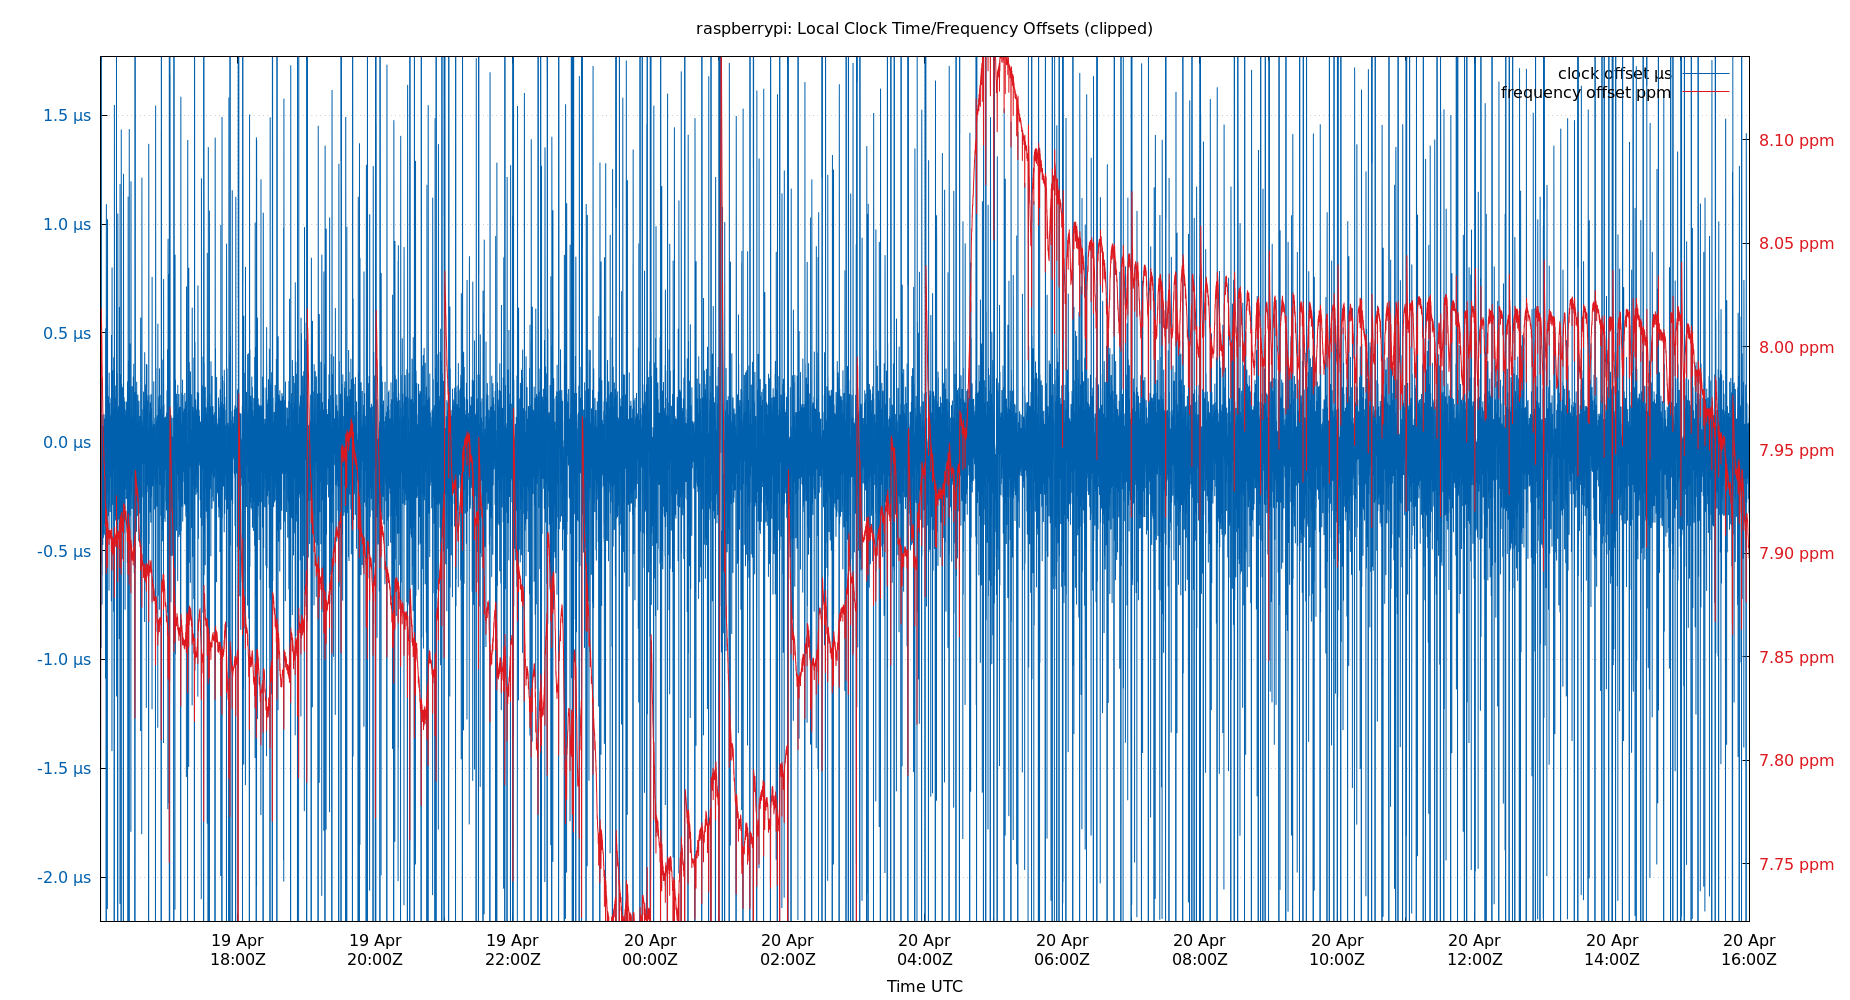 raspberrypi: Local Clock Time/Frequency Offsets (clipped)
clock offset µs
frequency offset ppm
1.5 µs
1.0 µs
0.5 µs
0.0 µs
-0.5 µs
-1.0 µs
-1.5 µs
-2.0 µs
8.10 ppm
8.05 ppm
8.00 ppm
7.95 ppm
7.90 ppm
7.85 ppm
7.80 ppm
7.75 ppm
19 Apr
18:00Z
19 Apr
20:00Z
19 Apr
22:00Z
20 Apr
00:00Z
20 Apr
02:00Z
20 Apr
04:00Z
20 Apr
06:00Z
20 Apr
08:00Z
20 Apr
10:00Z
20 Apr
12:00Z
20 Apr
14:00Z
20 Apr
16:00Z
Time UTC